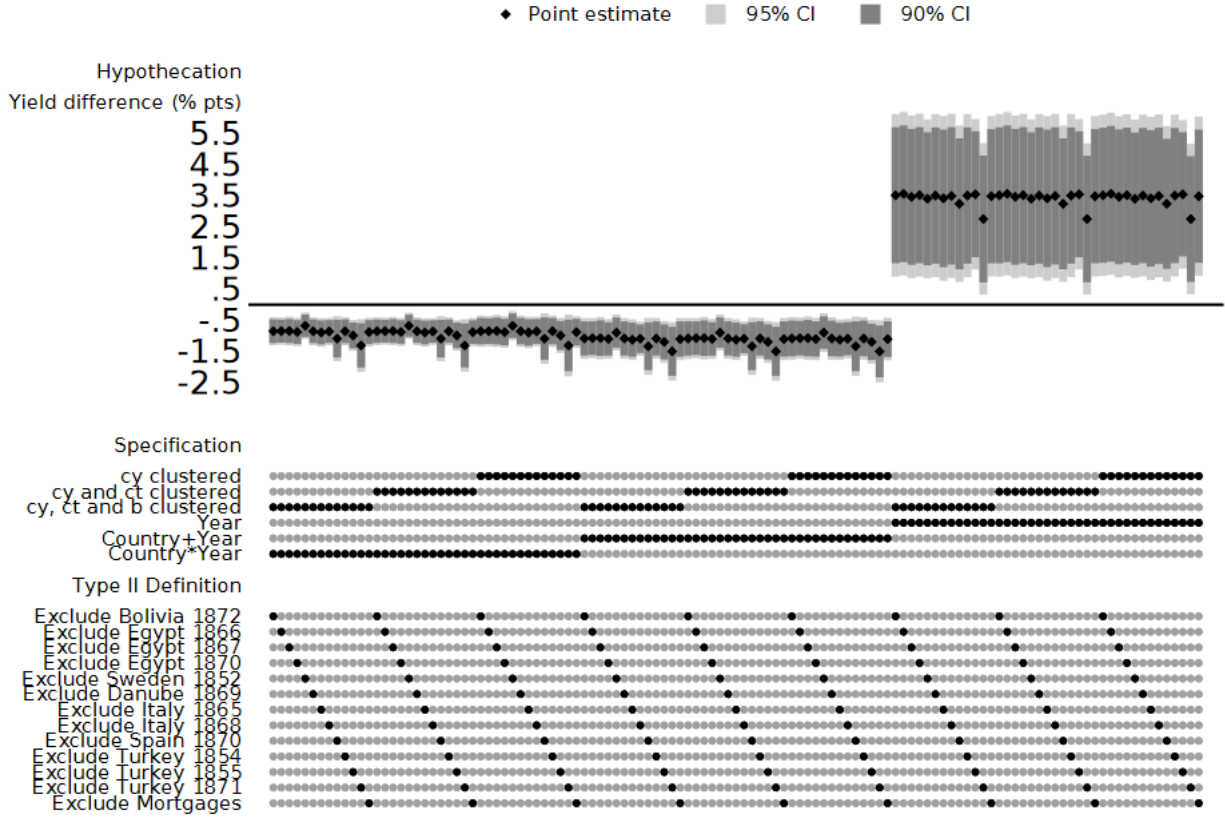 Point estimate 95% CI 90% CI
Hypothecation
Yield difference (% pts)
5.5
4.5
3.5
2.5
1.5
.5
-.5
-1.5
-2.5
Specification
cy clustered
cy and ct clustered
cy, ct and b clustered
Year
Country+Year
Country*Year
Type II Definition
Exclude Bolivia 1872
Exclude Egypt 1866
Exclude Egypt 1867
Exclude Egypt 1870
Exclude Sweden 1852
Exclude Danube 1869
Exclude Italy 1865
Exclude Italy 1868
Exclude Spain 1870
Exclude Turkey 1854
Exclude Turkey 1855
Exclude Turkey 1871
Exclude Mortgages